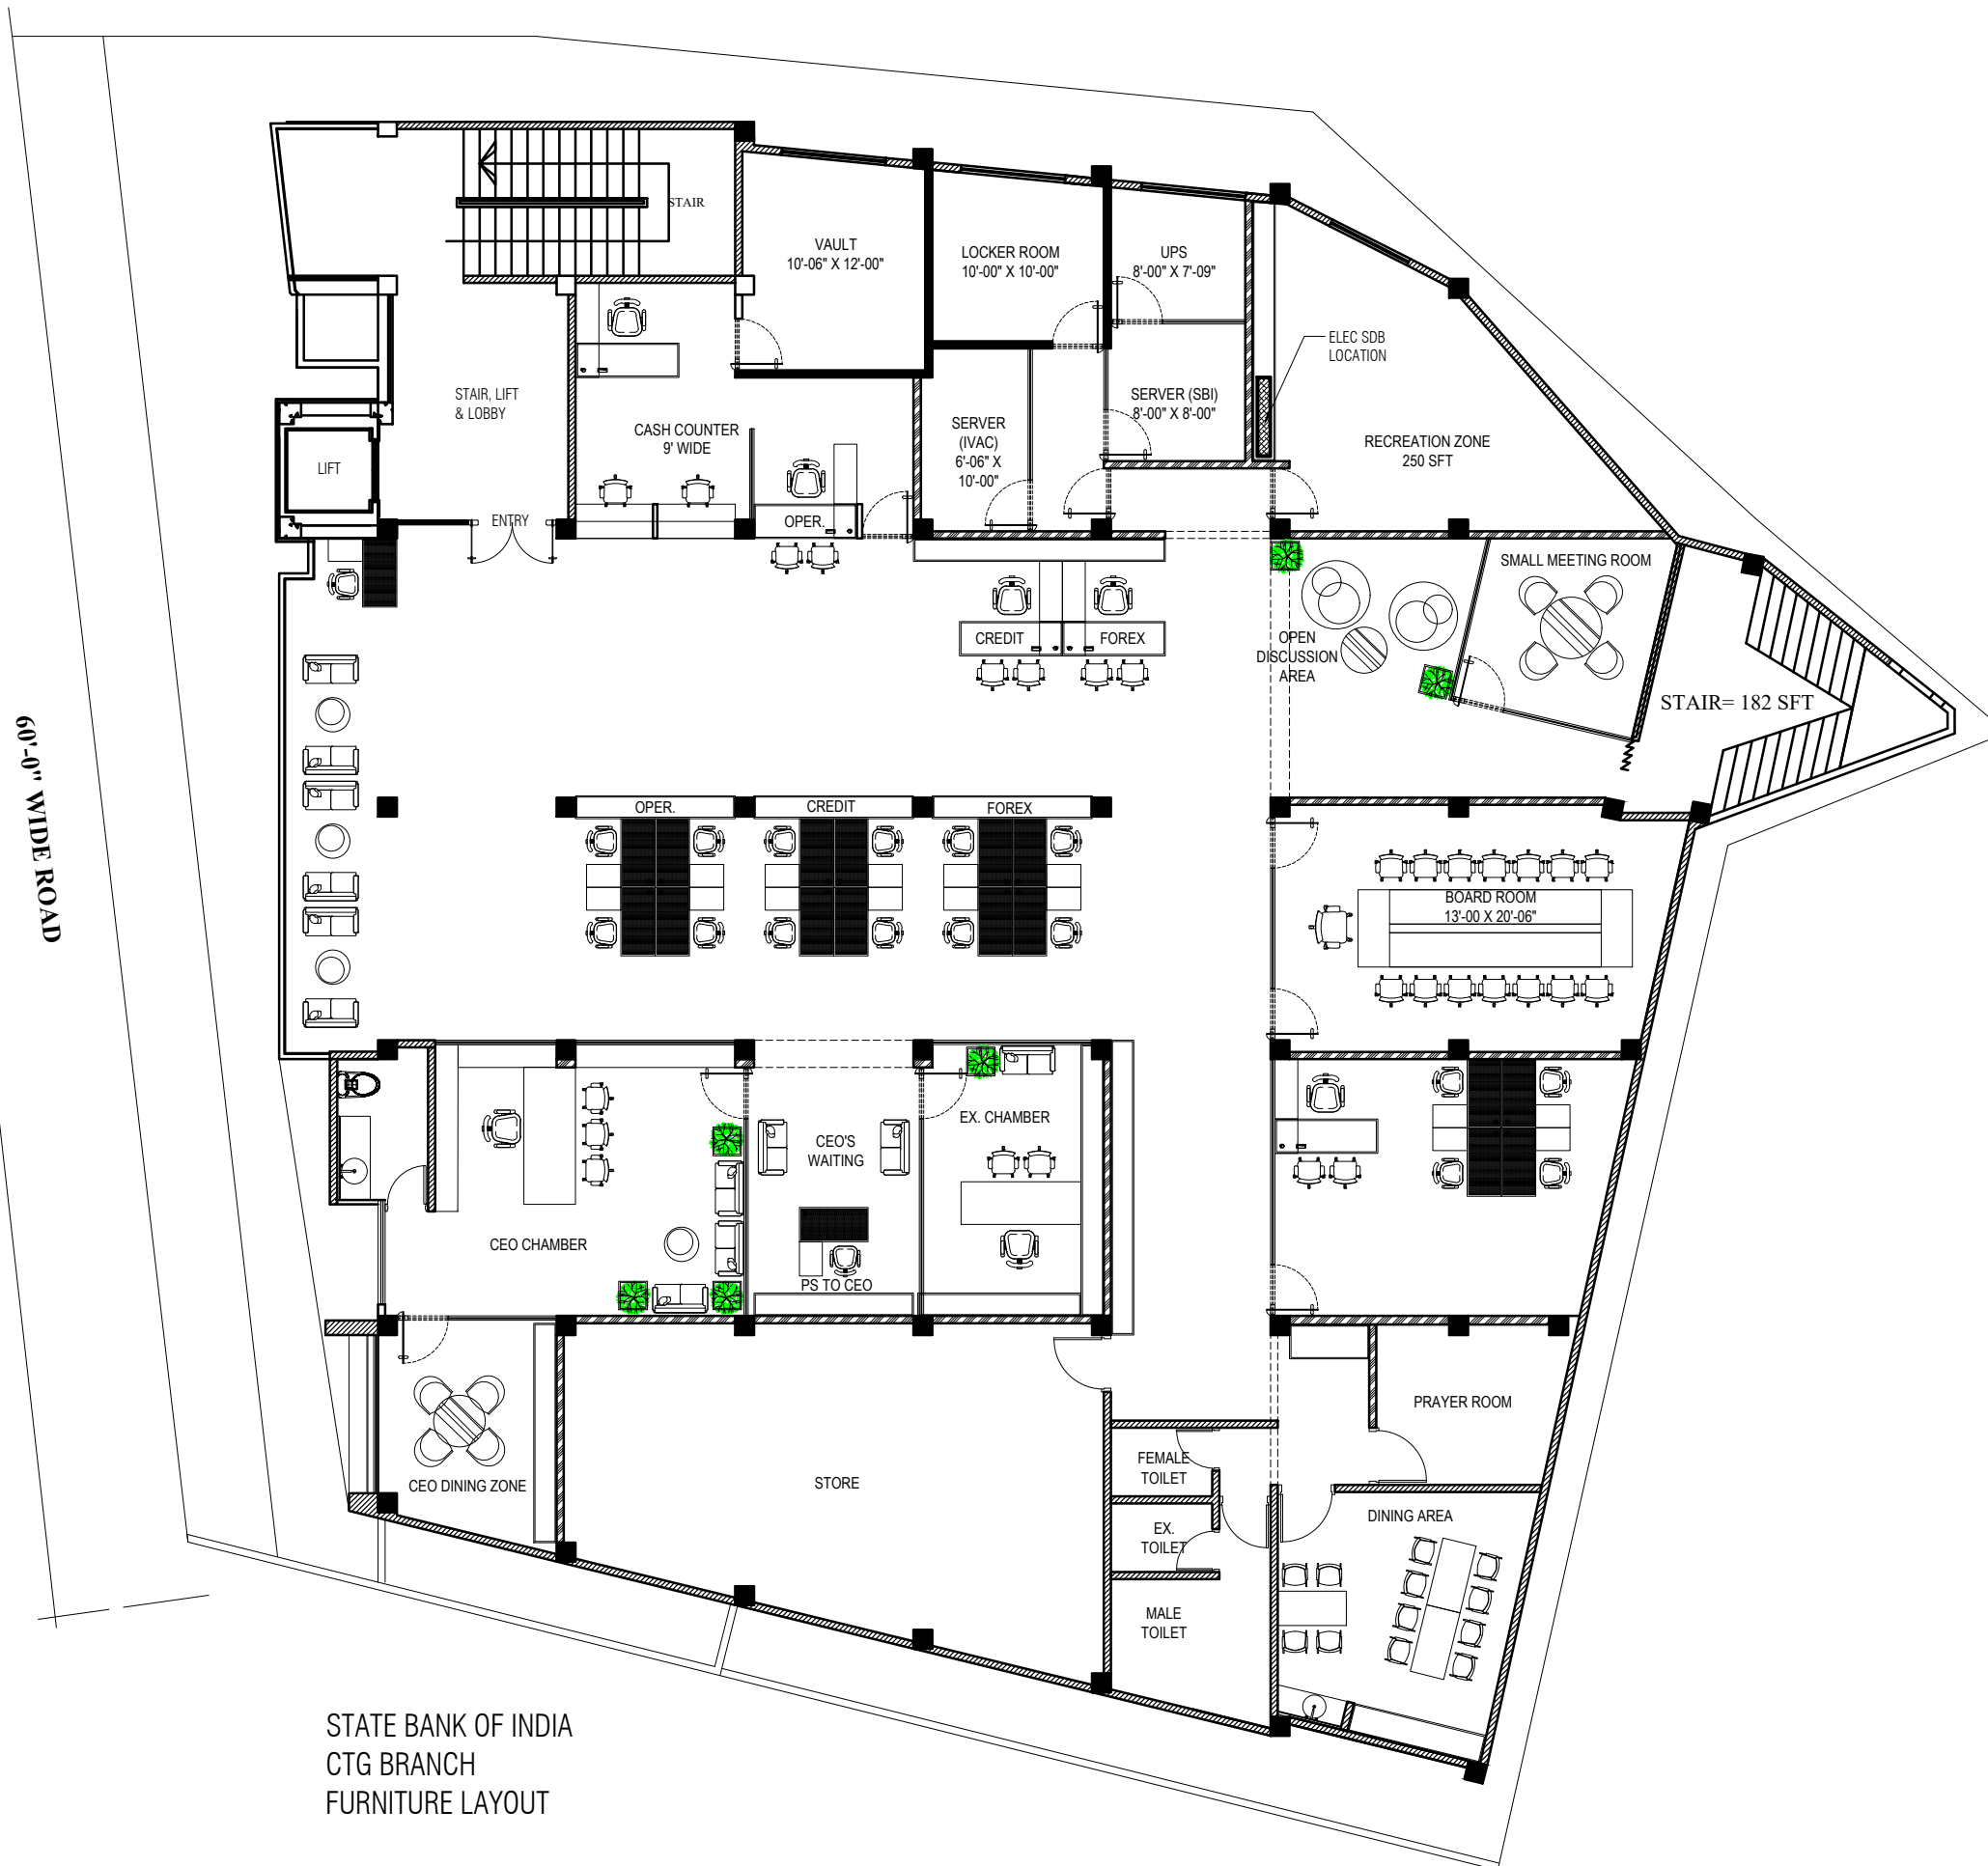 STAIR
VAULT
10'-06" X 12'-00"
LOCKER ROOM
10'-00" X 10'-00"
UPS
8'-00" X 7'-09"
ELEC SDB
LOCATION
STAIR, LIFT
& LOBBY
CASH COUNTER
9' WIDE
SERVER
(IVAC)
6'-06" X
10'-00"
SERVER (SBI)
8'-00" X 8'-00"
RECREATION ZONE
250 SFT
LIFT
ENTRY
OPER.
SMALL MEETING ROOM
CREDIT
FOREX
OPEN
DISCUSSION
AREA
STAIR= 182 SFT
60'-0" WIDE ROAD
OPER.
CREDIT
FOREX
BOARD ROOM
13'-00 X 20'-06"
CEO'S
WAITING
EX. CHAMBER
CEO CHAMBER
PS TO CEO
PRAYER ROOM
CEO DINING ZONE
STORE
FEMALE
TOILET
DINING AREA
EX.
TOILET
MALE
TOILET
STATE BANK OF INDIA
CTG BRANCH
FURNITURE LAYOUT